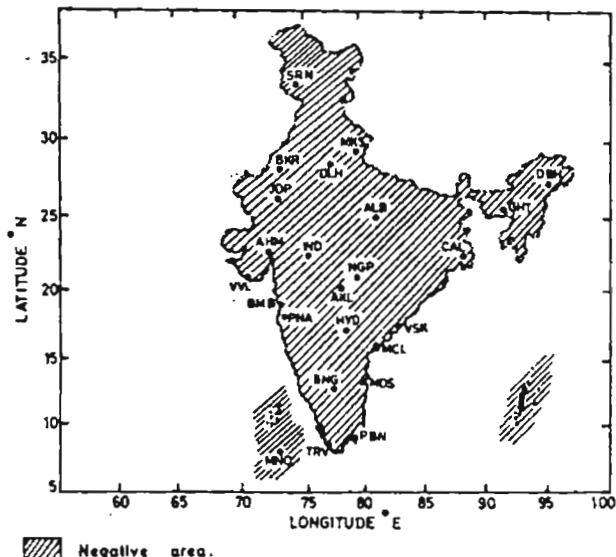 35
SRN
30
MKS
BKR
DLH
JDP
DBH
GHT
ALB
25
AHM
IND
CAL
NGP
VVL
AKL
20
BMB
PNA
HYD
VSK
MCL
15
BNG
MDS
10
PBN
TRV
MNC
5
60 65 70 75 80 85 90 95 100
LATITUDE °N
LONGITUDE °E
Negative area.